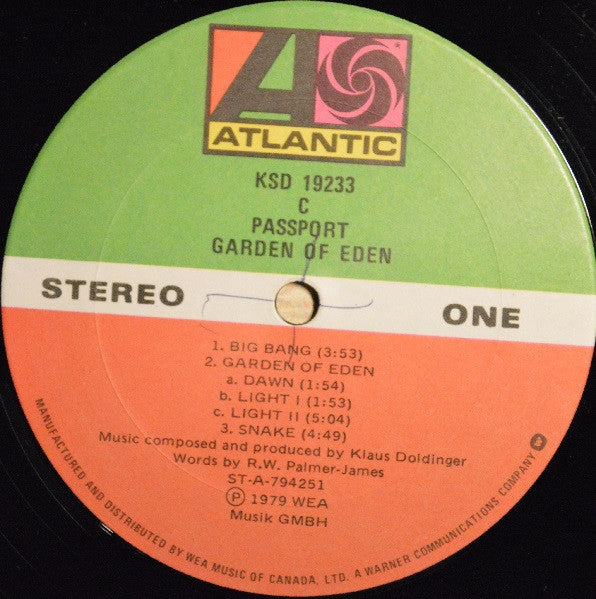 ATLANTIC
KSD 19233
C
PASSPORT
GARDEN OF EDEN
STEREO
ONE
1. BIG BANG (3:53)
2. GARDEN OF EDEN
a. DAWN (1:54)
b. LIGHT I (1:53)
c. LIGHT II (5:04)
3. SNAKE (4:49)
Music composed and produced by Klaus Doldinger
Words by R.W. Palmer-James
ST-A-794251
Ⓟ 1979 WEA
Musik GMBH
MANUFACTURED AND DISTRIBUTED BY WEA MUSIC OF CANADA, LTD. A WARNER COMMUNICATIONS COMPANY